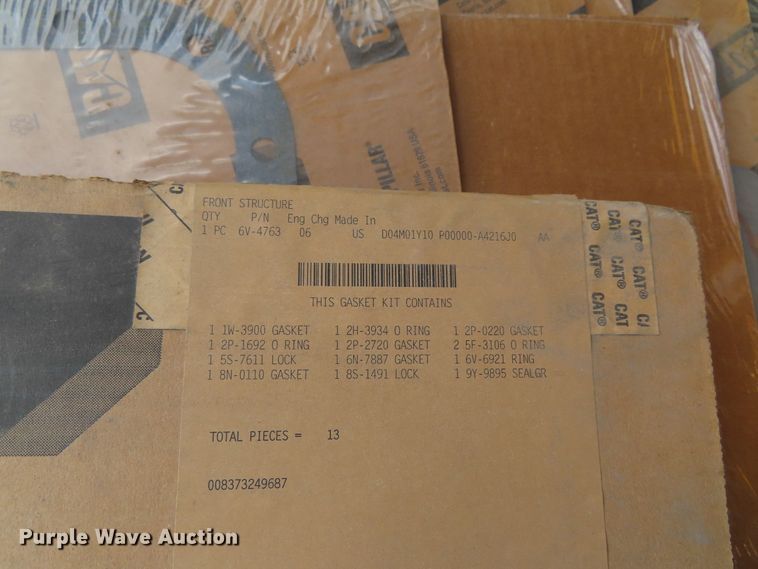 CAT
CAT
PILLAR
Inc.
61629 USA
FRONT STRUCTURE
QTY P/N Eng Chg Made In
1 PC 6V-4763 06 US D04M01Y10 P00000-A4216J0 AA
THIS GASKET KIT CONTAINS
1 1W-3900 GASKET 1 2H-3934 O RING 1 2P-0220 GASKET
1 2P-1692 O RING 1 2P-2720 GASKET 2 5F-3106 O RING
1 5S-7611 LOCK 1 6N-7887 GASKET 1 6V-6921 RING
1 8N-0110 GASKET 1 8S-1491 LOCK 1 9Y-9895 SEALGR
TOTAL PIECES = 13
008373249687
CAT® CAT® CAT®
CAT® CAT® CAT
Purple Wave Auction